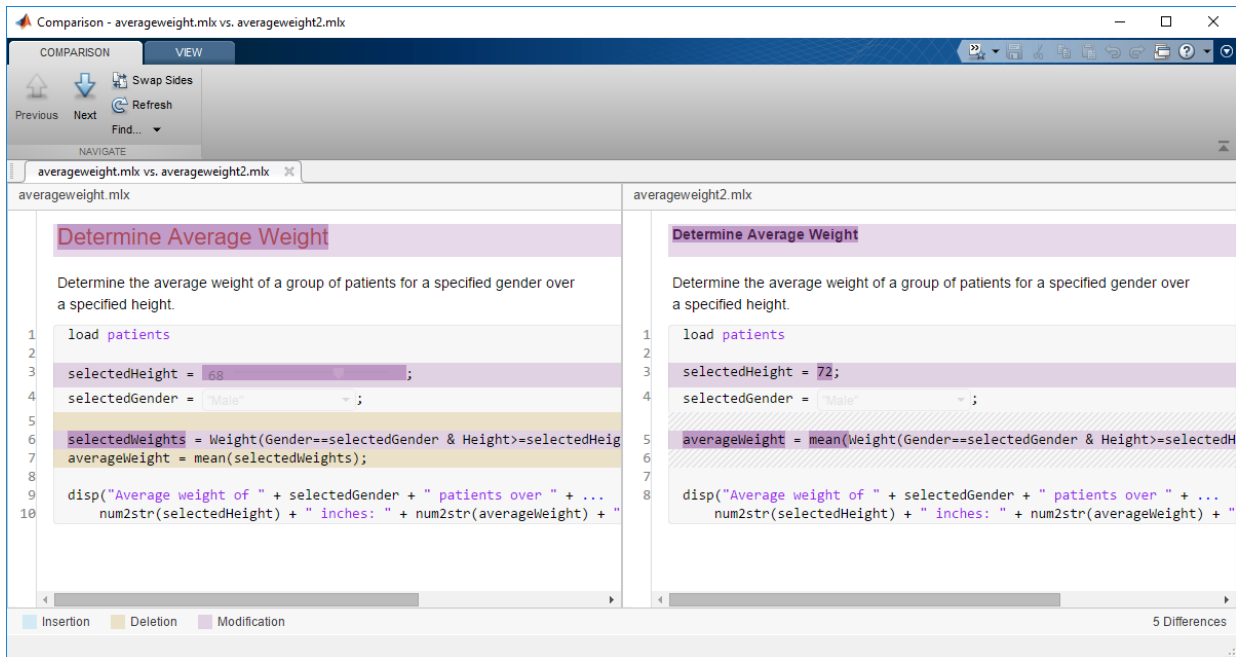 Comparison - averageweight.mlx vs. averageweight2.mlx
COMPARISON VIEW
Swap Sides
Refresh
Previous Next
Find...
NAVIGATE
averageweight.mlx vs. averageweight2.mlx
averageweight.mlx
Determine Average Weight
Determine the average weight of a group of patients for a specified gender over
a specified height.
1 load patients
2
3 selectedHeight = 68 ;
4 selectedGender = "Male" ;
5
6 selectedWeights = Weight(Gender==selectedGender & Height>=selectedHeig
7 averageWeight = mean(selectedWeights);
8
9 disp("Average weight of " + selectedGender + " patients over " + ...
10 num2str(selectedHeight) + " inches: " + num2str(averageWeight) + "
averageweight2.mlx
Determine Average Weight
Determine the average weight of a group of patients for a specified gender over
a specified height.
1 load patients
2
3 selectedHeight = 72;
4 selectedGender = "Male" ;
5 averageWeight = mean(Weight(Gender==selectedGender & Height>=selectedH
6
7
8 disp("Average weight of " + selectedGender + " patients over " + ...
num2str(selectedHeight) + " inches: " + num2str(averageWeight) + "
Insertion Deletion Modification
5 Differences